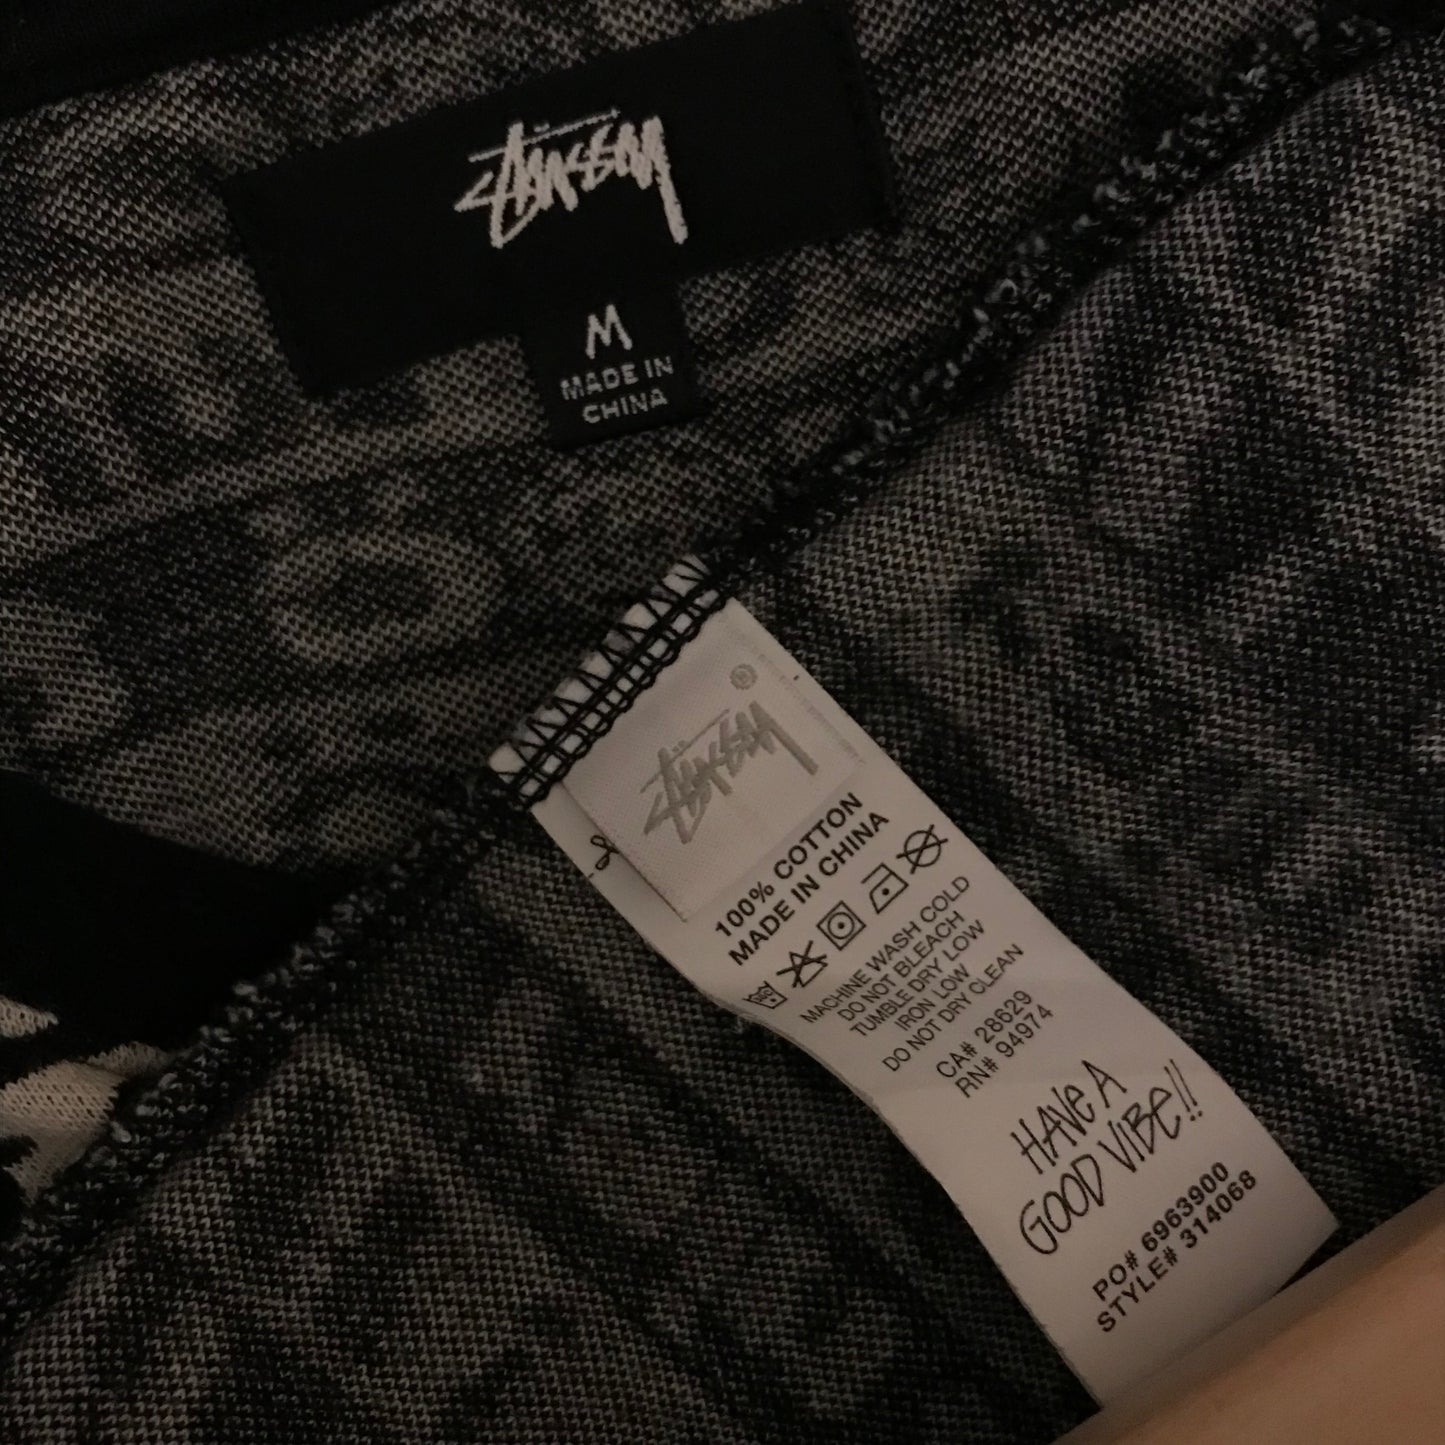 Stüssy
M
MADE IN
CHINA
Stüssy ®
100% COTTON
MADE IN CHINA
MACHINE WASH COLD
DO NOT BLEACH
TUMBLE DRY LOW
IRON LOW
DO NOT DRY CLEAN
CA# 28629
RN# 94974
HAVE A
GOOD VIBE!!
PO# 6963900
STYLE# 314068